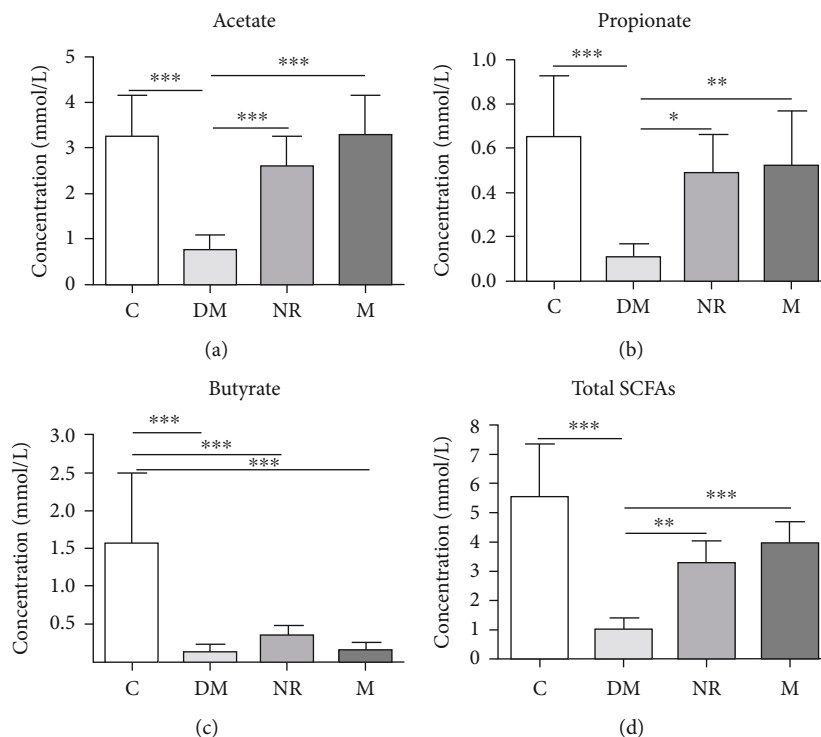 Acetate
Concentration (mmol/L)
5
4
3
2
1
0
***
***
***
C DM NR M
(a)
Propionate
Concentration (mmol/L)
1.0
0.8
0.6
0.4
0.2
0.0
***
**
*
C DM NR M
(b)
Butyrate
Concentration (mmol/L)
3.0
2.5
2.0
1.5
1.0
0.5
***
***
***
C DM NR M
(c)
Total SCFAs
Concentration (mmol/L)
8
7
6
5
4
3
2
1
0
***
***
**
C DM NR M
(d)